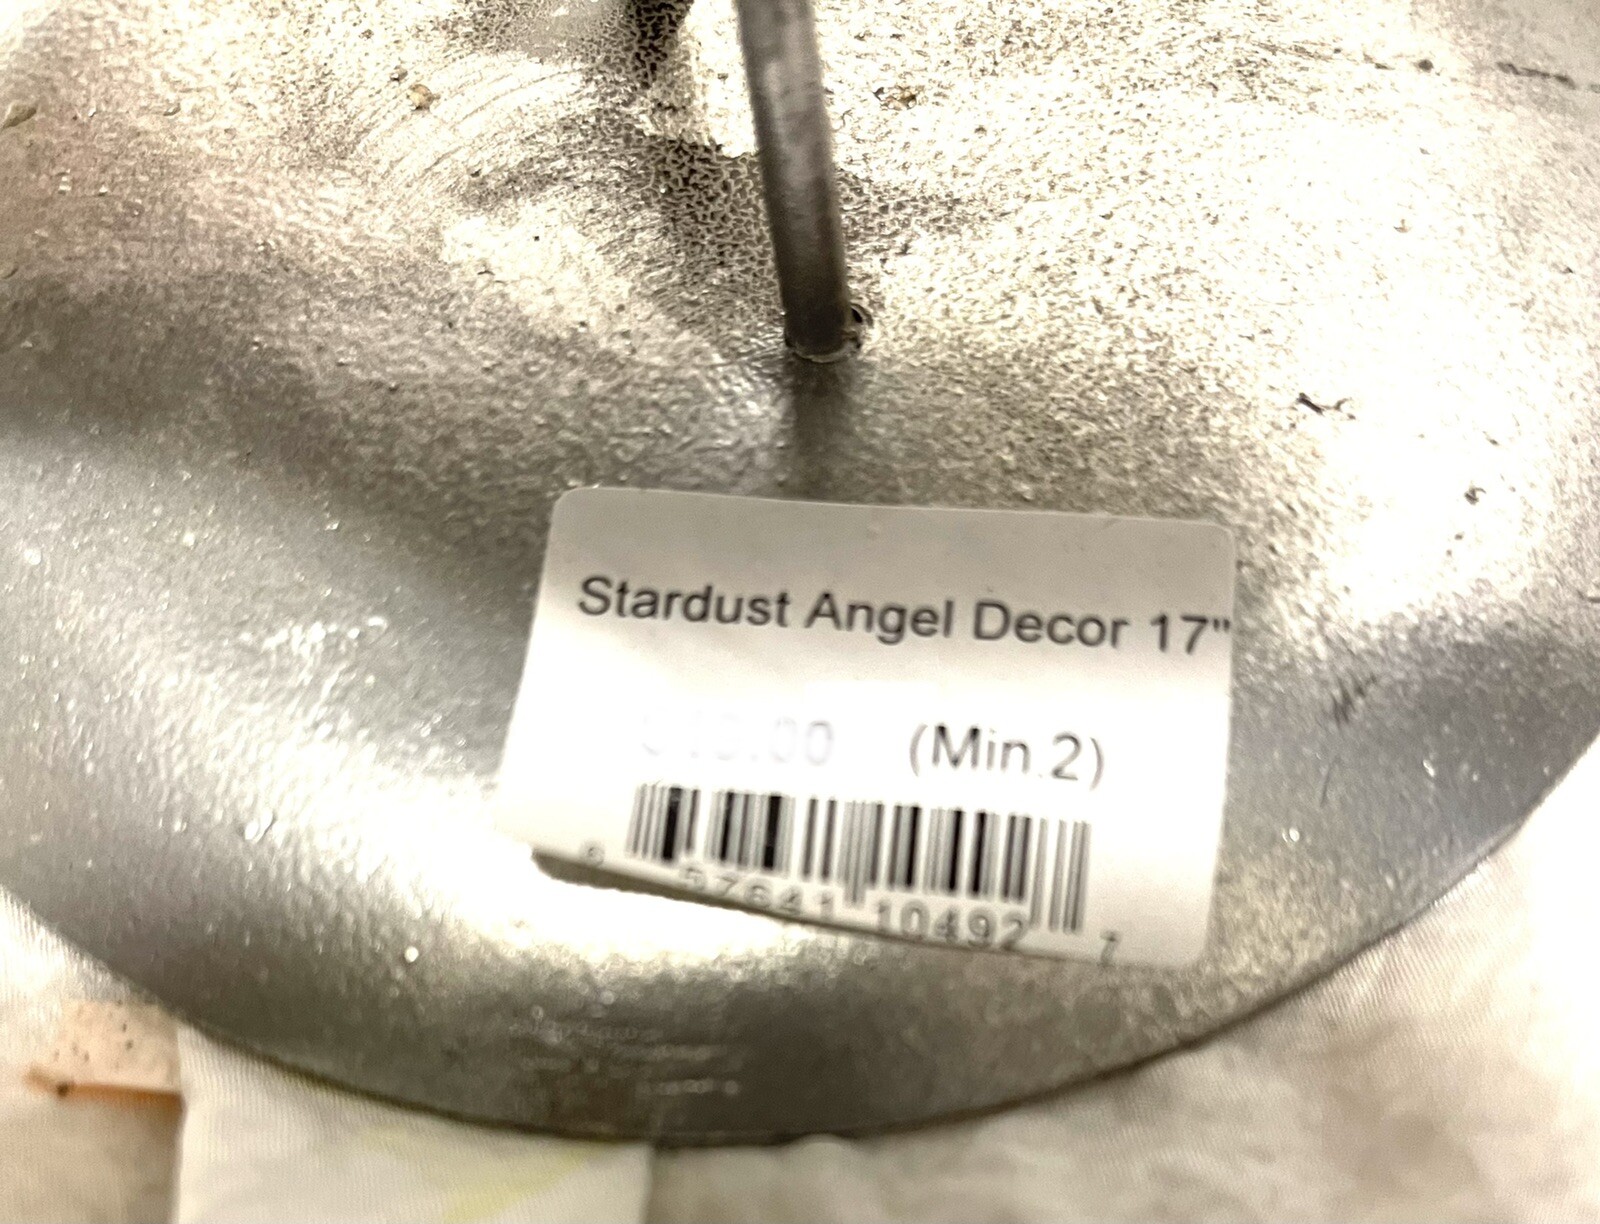 Stardust Angel Decor 17"
(Min.2)
57641 10492 7